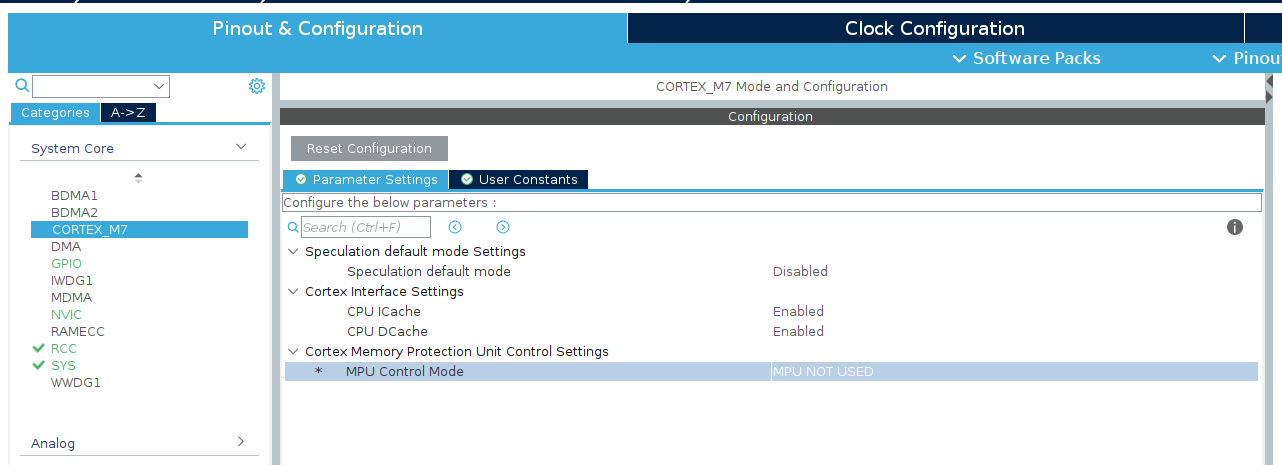 Pinout & Configuration
Clock Configuration
Software Packs
Pinou
CORTEX_M7 Mode and Configuration
Categories
A->Z
Configuration
System Core
Reset Configuration
Parameter Settings
User Constants
Configure the below parameters :
Search (Ctrl+F)
BDMA1
BDMA2
CORTEX_M7
DMA
GPIO
IWDG1
MDMA
NVIC
RAMECC
RCC
SYS
WWDG1
Analog
Speculation default mode Settings
Speculation default mode Disabled
Cortex Interface Settings
CPU ICache Enabled
CPU DCache Enabled
Cortex Memory Protection Unit Control Settings
* MPU Control Mode MPU NOT USED